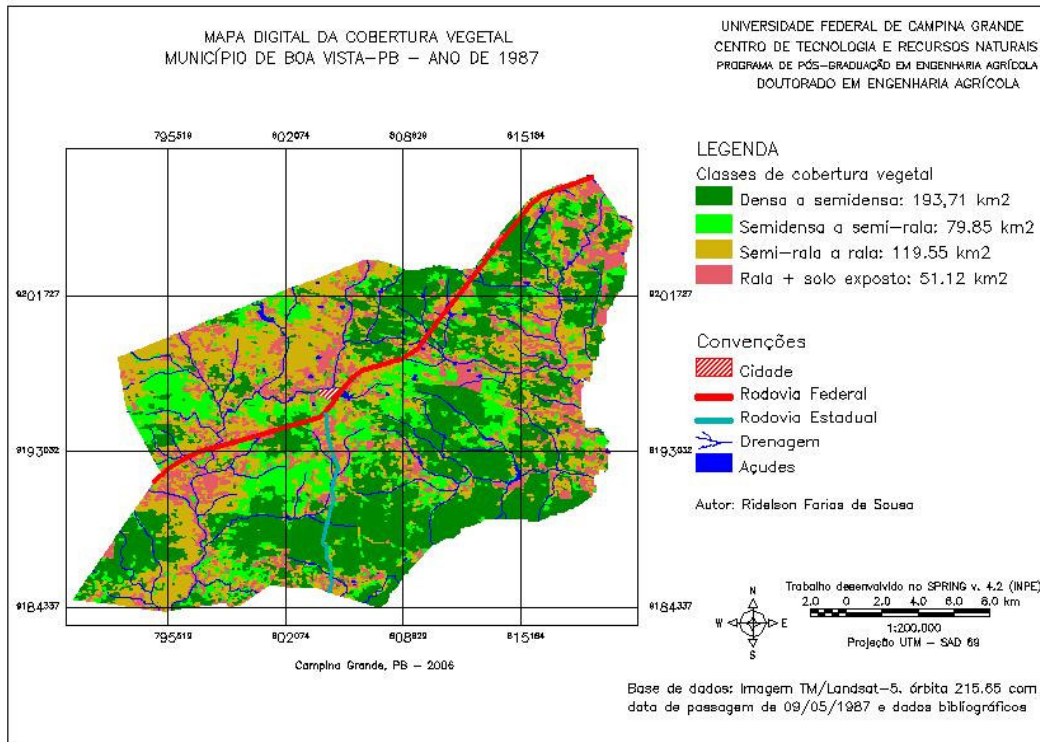 MAPA DIGITAL DA COBERTURA VEGETAL
MUNICÍPIO DE BOA VISTA-PB - ANO DE 1987
UNIVERSIDADE FEDERAL DE CAMPINA GRANDE
CENTRO DE TECNOLOGIA E RECURSOS NATURAIS
PROGRAMA DE PÓS-GRADUAÇÃO EM ENGENHARIA AGRÍCOLA
DOUTORADO EM ENGENHARIA AGRÍCOLA
795519 802074 808629 815184
LEGENDA
Classes de cobertura vegetal
Densa a semidensa: 193,71 km2
Semidensa a semi-rala: 79.85 km2
Semi-rala a rala: 119.55 km2
Rala + solo exposto: 51.12 km2
9201727 9201727
Convenções
Cidade
Rodovia Federal
Rodovia Estadual
Drenagem
Açudes
9193032 9193032
Autor: Ridelson Farias de Sousa
9184337 9184337
795519 802074 808629 815184
Campina Grande, PB - 2006
N
W E
S
Trabalho desenvolvido no SPRING v. 4.2 (INPE)
2.0 0 2.0 4.0 6.0 km
1:200.000
Projeção UTM - SAD 69
Base de dados: Imagem TM/Landsat-5. órbita 215.65 com
data de passagem de 09/05/1987 e dados bibliográficos